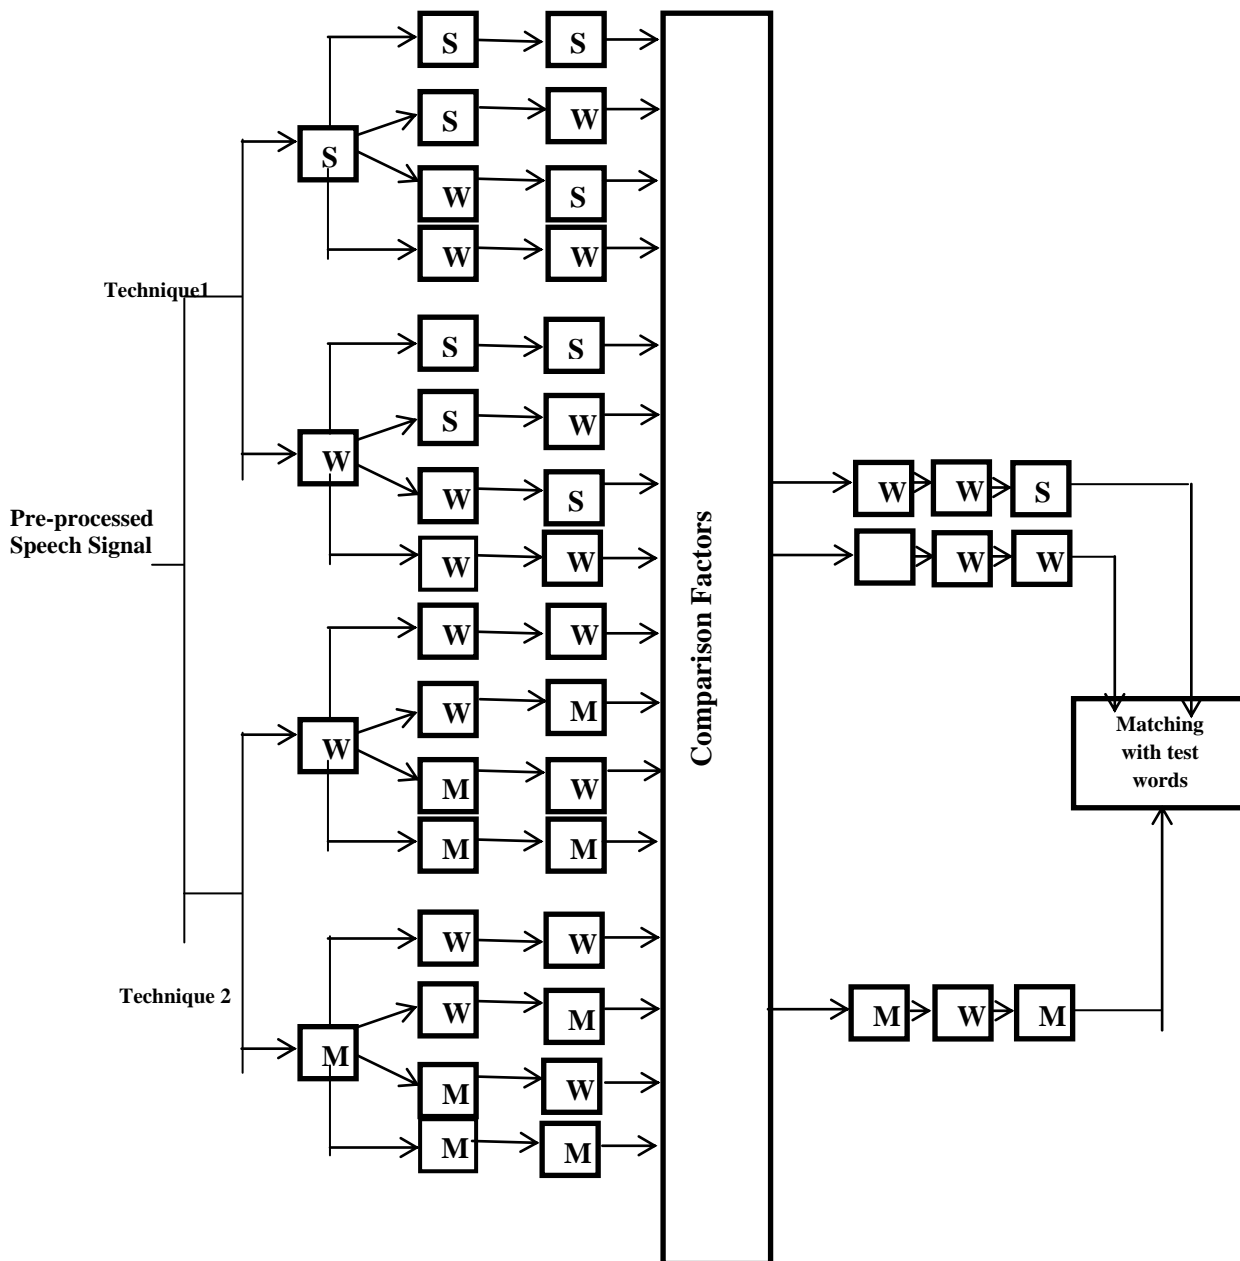 S S
S W
S
W S
W W
Technique1
S S
S W
W
W S
W W
Pre-processed
Speech Signal
Comparison Factors
W W S
W W
W W
W M
W
M W
M M
Matching
with test
words
W W
Technique 2
W M
M
M W
M M
M W M